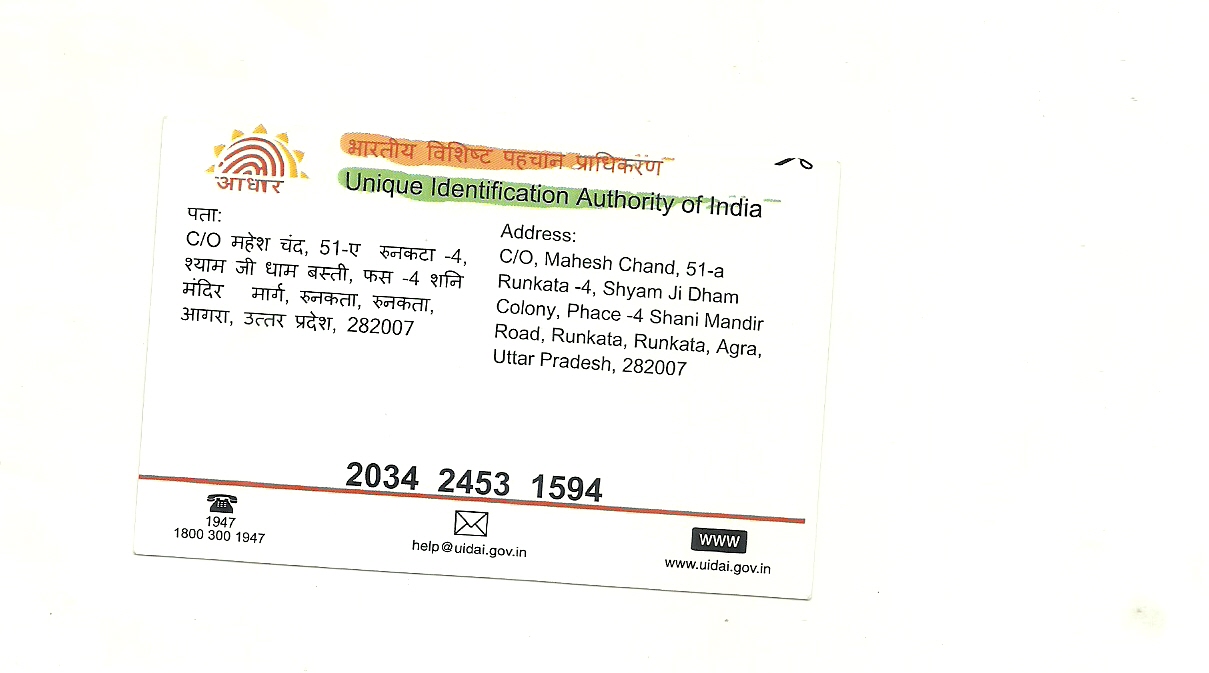 आधार
भारतीय विशिष्ट पहचान प्राधिकरण
Unique Identification Authority of India
पता:
C/O महेश चंद, 51-ए रुनकटा -4,
श्याम जी धाम बस्ती, फस -4 शनि
मंदिर मार्ग, रुनकता, रुनकता,
आगरा, उत्तर प्रदेश, 282007
Address:
C/O, Mahesh Chand, 51-a
Runkata -4, Shyam Ji Dham
Colony, Phace -4 Shani Mandir
Road, Runkata, Runkata, Agra,
Uttar Pradesh, 282007
2034 2453 1594
1947
1800 300 1947
help@uidai.gov.in
www
www.uidai.gov.in